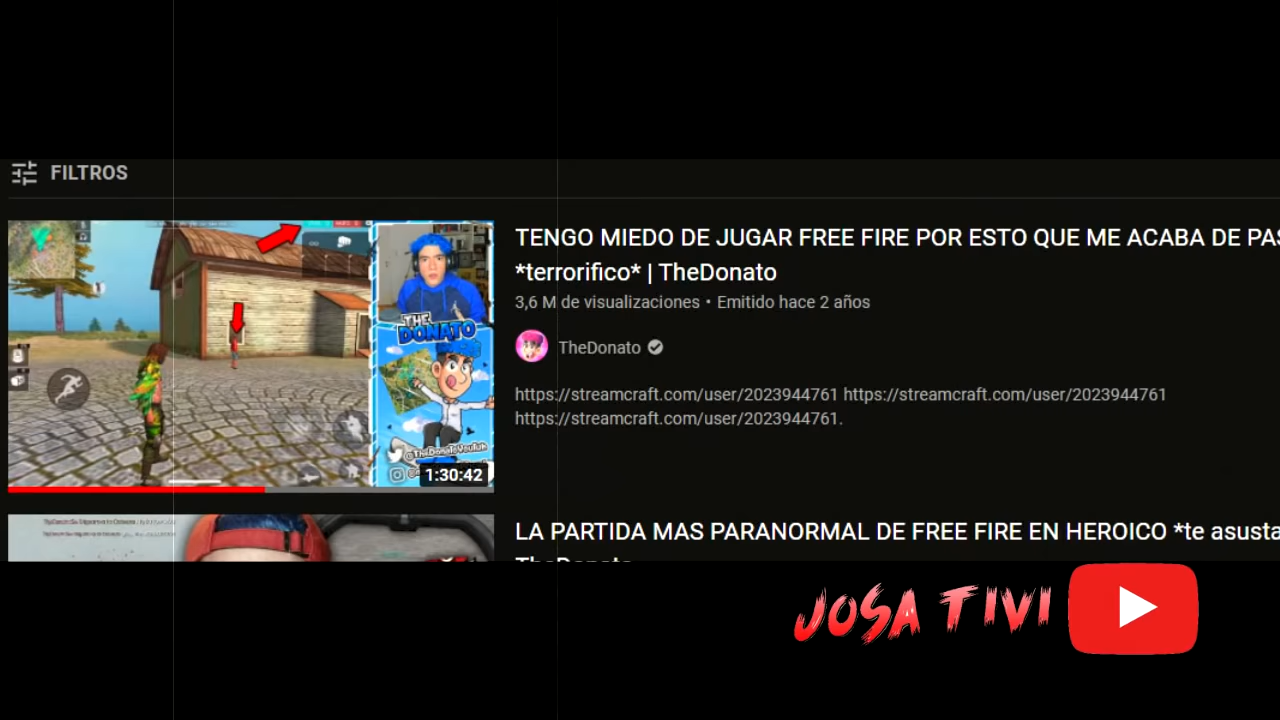 FILTROS
TENGO MIEDO DE JUGAR FREE FIRE POR ESTO QUE ME ACABA DE PAS
*terrorifico* | TheDonato
3,6 M de visualizaciones • Emitido hace 2 años
TheDonato
https://streamcraft.com/user/2023944761 https://streamcraft.com/user/2023944761
https://streamcraft.com/user/2023944761.
THE
DONATO
@TheDonatoYoutub
1:30:42
LA PARTIDA MAS PARANORMAL DE FREE FIRE EN HEROICO *te asusta
TheDonato
JOSA TIVI